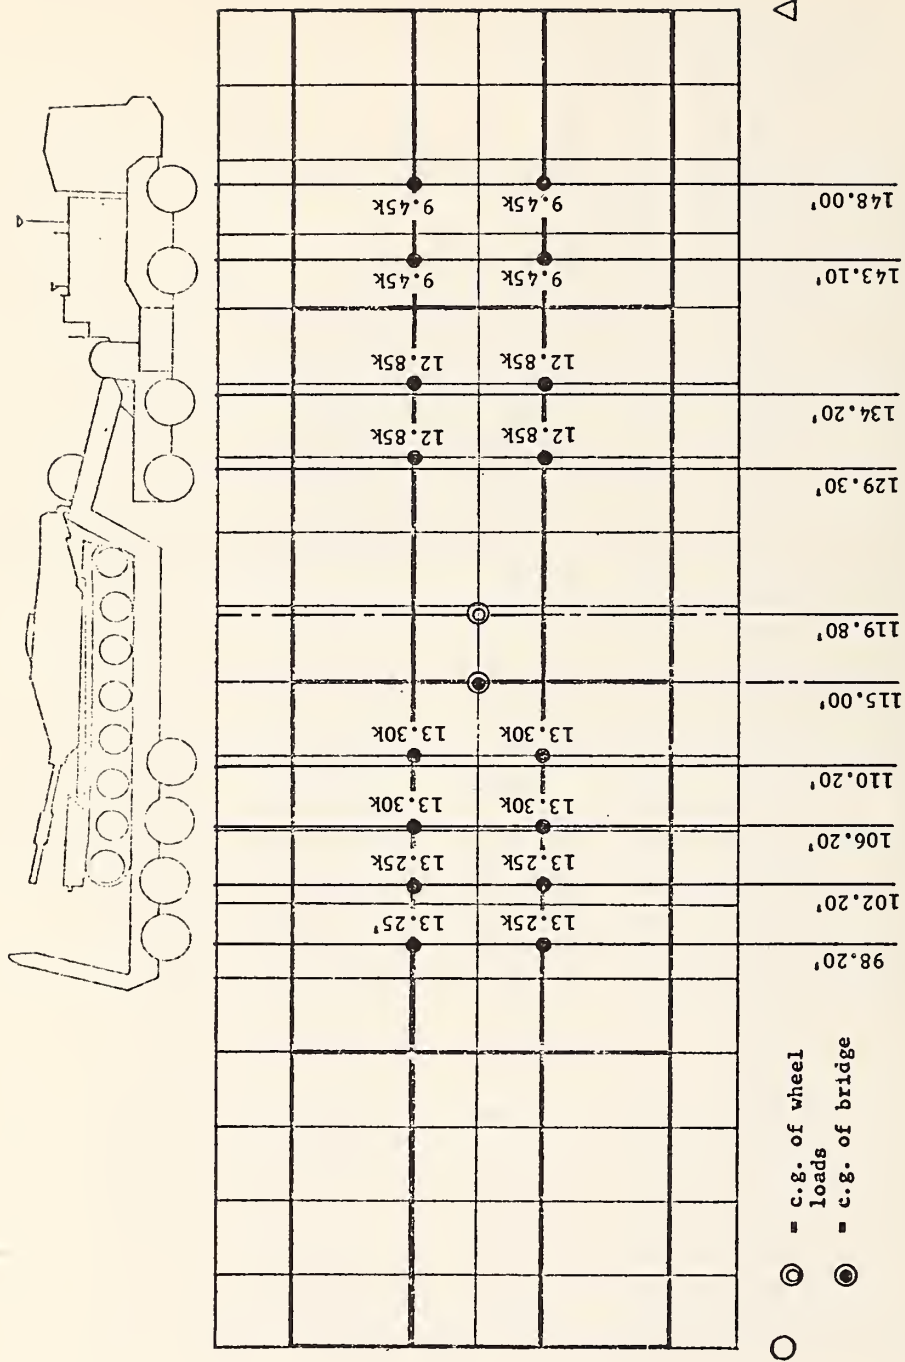 9.45k 9.45k 148.00'
9.45k 9.45k 143.10'
12.85k 12.85k 134.20'
12.85k 12.85k 129.30'
119.80'
115.00'
13.30k 13.30k 110.20'
13.30k 13.30k 106.20'
13.25k 13.25k 102.20'
13.25' 13.25k 98.20'
= c.g. of wheel
loads
= c.g. of bridge